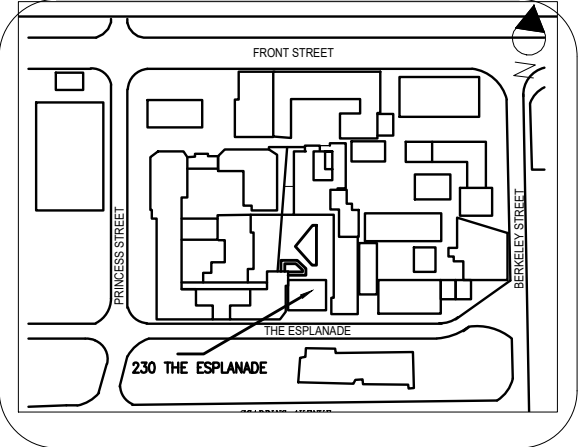 FRONT STREET
N
PRINCESS STREET
BERKELEY STREET
THE ESPLANADE
230 THE ESPLANADE